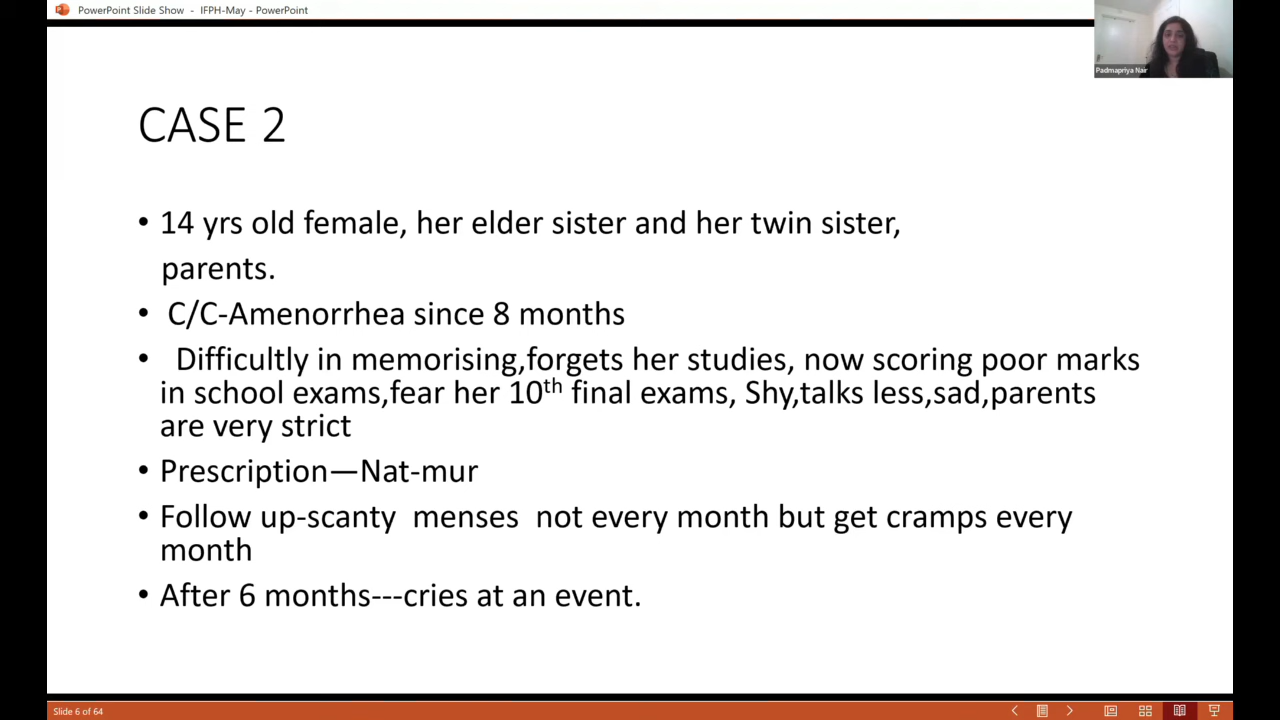 PowerPoint Slide Show - IFPH-May - PowerPoint
Padmapriya Nair
CASE 2
• 14 yrs old female, her elder sister and her twin sister,
parents.
• C/C-Amenorrhea since 8 months
• Difficultly in memorising,forgets her studies, now scoring poor marks
in school exams,fear her 10th final exams, Shy,talks less,sad,parents
are very strict
• Prescription—Nat-mur
• Follow up-scanty menses not every month but get cramps every
month
• After 6 months---cries at an event.
Slide 6 of 64